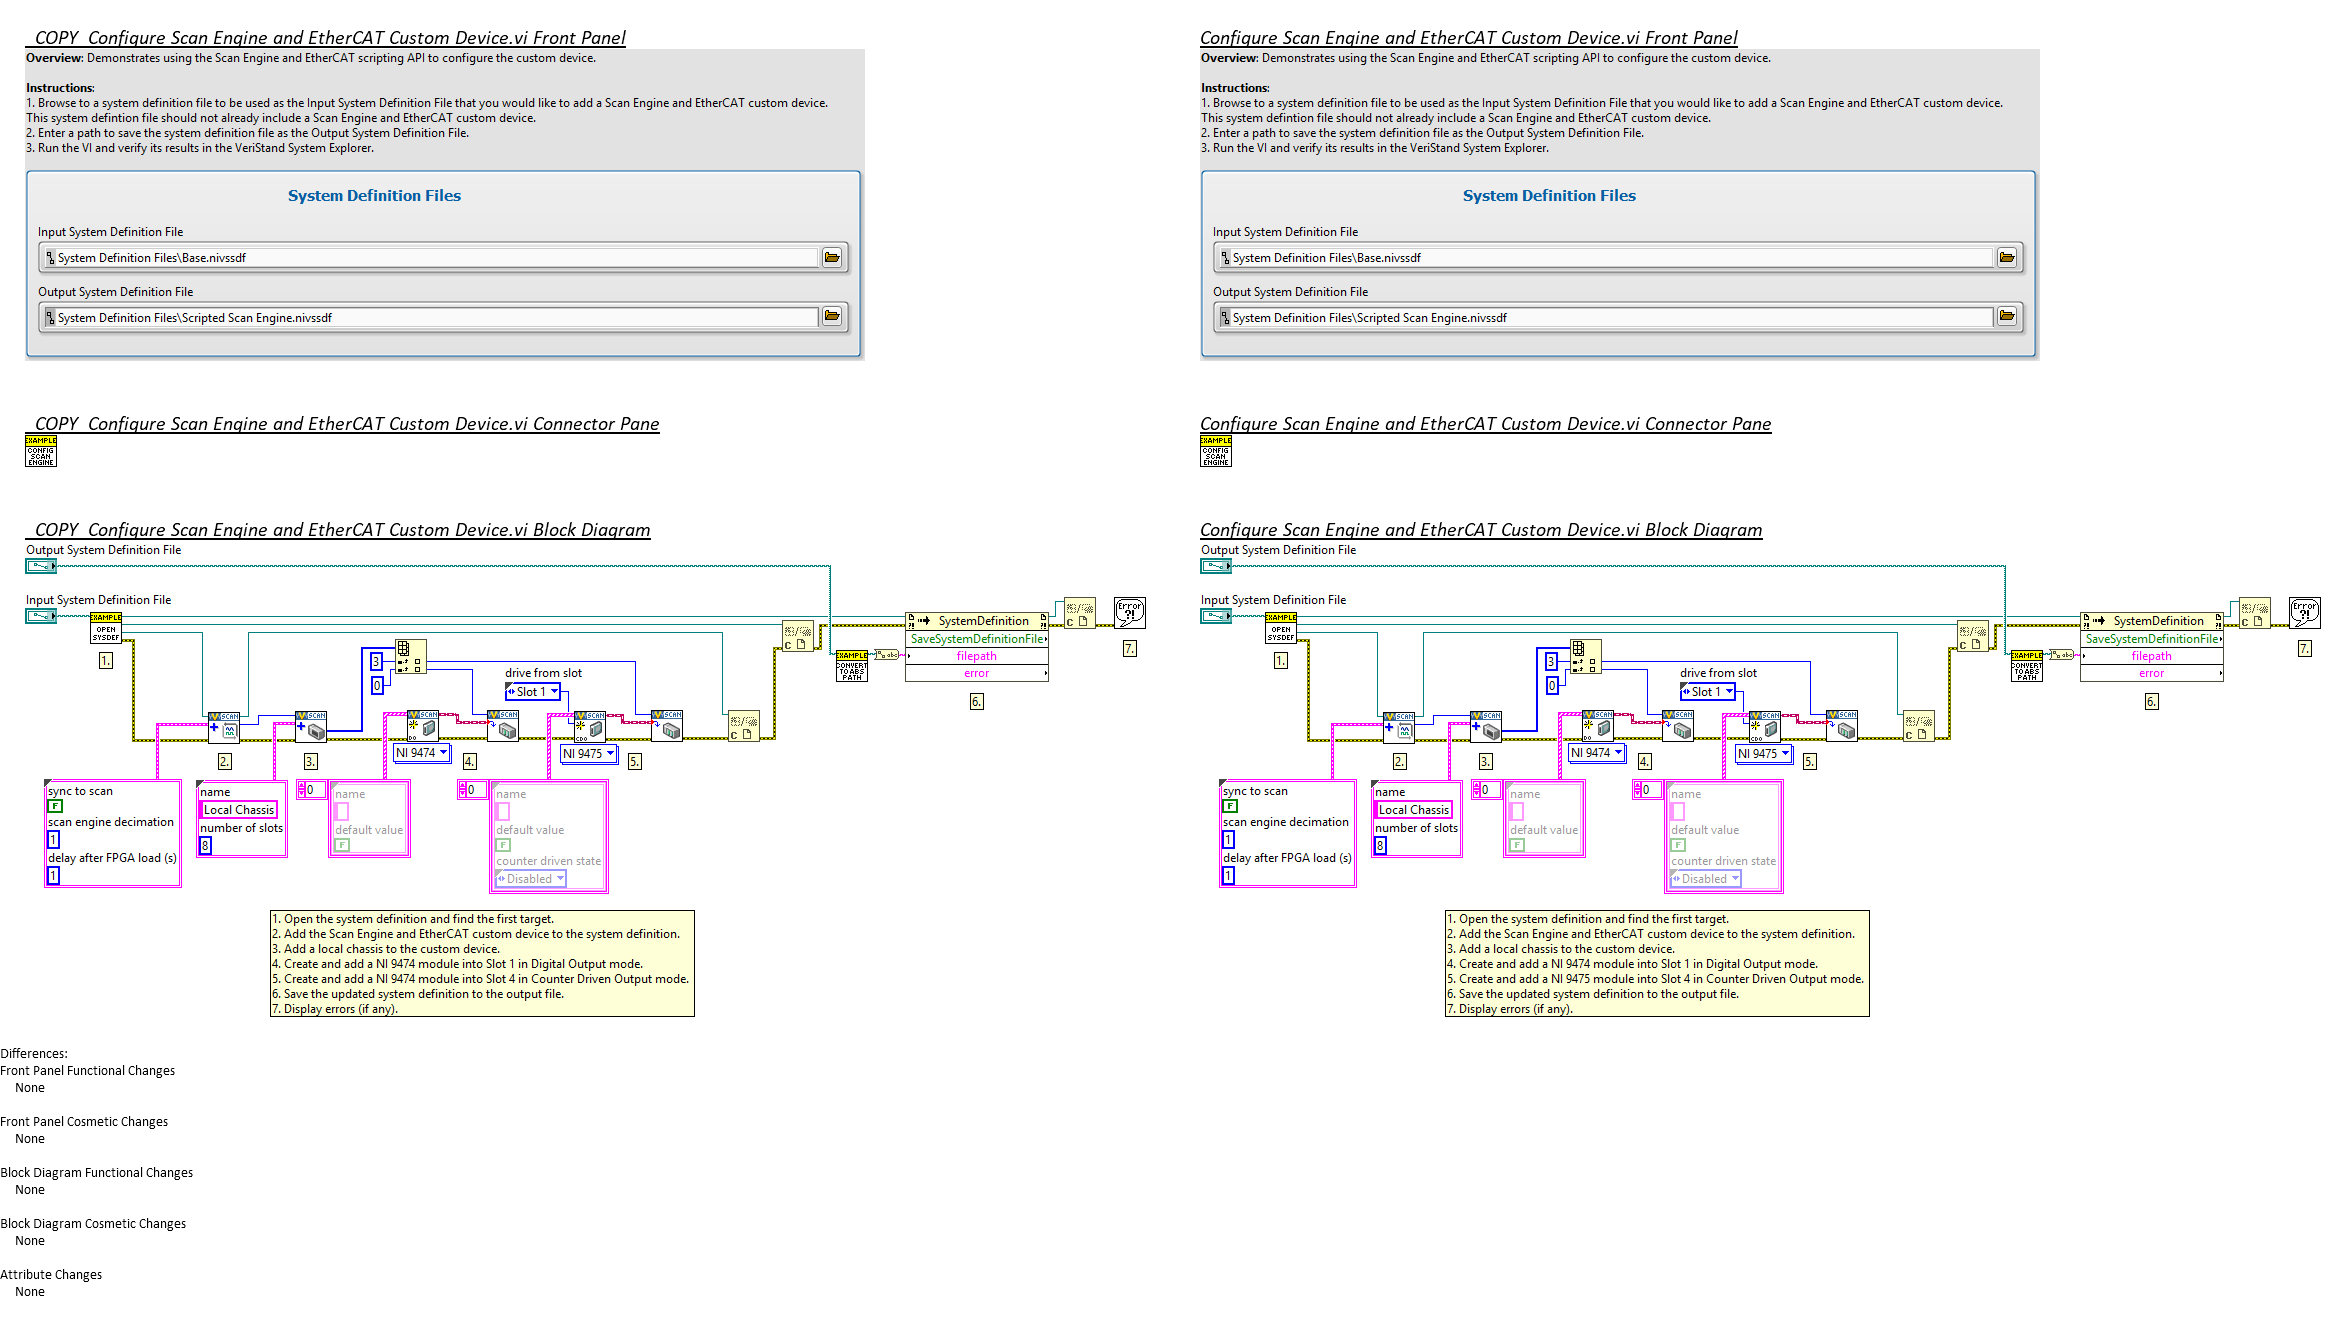 COPY  Configure Scan Engine and EtherCAT Custom Device.vi Front Panel
Overview: Demonstrates using the Scan Engine and EtherCAT scripting API to configure the custom device.
Instructions:
1. Browse to a system definition file to be used as the Input System Definition File that you would like to add a Scan Engine and EtherCAT custom device.
This system defintion file should not already include a Scan Engine and EtherCAT custom device.
2. Enter a path to save the system definition file as the Output System Definition File.
3. Run the VI and verify its results in the VeriStand System Explorer.
System Definition Files
Input System Definition File
System Definition Files\Base.nivssdf
Output System Definition File
System Definition Files\Scripted Scan Engine.nivssdf
COPY  Configure Scan Engine and EtherCAT Custom Device.vi Connector Pane
EXAMPLE
CONFIG
SCAN
ENGINE
COPY  Configure Scan Engine and EtherCAT Custom Device.vi Block Diagram
Output System Definition File
Input System Definition File
EXAMPLE
OPEN
SYSDEF
1.
3
0
drive from slot
Slot 1
EXAMPLE
CONVERT
TO ABS
PATH
abc
SystemDefinition
SaveSystemDefinitionFile
filepath
error
6.
C
C
C
Error
?!
7.
SCAN
SCAN
SCAN
DO
SCAN
SCAN
CDO
SCAN
NI 9474
NI 9475
2.
3.
4.
5.
sync to scan
F
scan engine decimation
1
delay after FPGA load (s)
1
name
Local Chassis
number of slots
8
0
name
default value
F
0
name
default value
F
counter driven state
Disabled
1. Open the system definition and find the first target.
2. Add the Scan Engine and EtherCAT custom device to the system definition.
3. Add a local chassis to the custom device.
4. Create and add a NI 9474 module into Slot 1 in Digital Output mode.
5. Create and add a NI 9474 module into Slot 4 in Counter Driven Output mode.
6. Save the updated system definition to the output file.
7. Display errors (if any).
Configure Scan Engine and EtherCAT Custom Device.vi Front Panel
Overview: Demonstrates using the Scan Engine and EtherCAT scripting API to configure the custom device.
Instructions:
1. Browse to a system definition file to be used as the Input System Definition File that you would like to add a Scan Engine and EtherCAT custom device.
This system defintion file should not already include a Scan Engine and EtherCAT custom device.
2. Enter a path to save the system definition file as the Output System Definition File.
3. Run the VI and verify its results in the VeriStand System Explorer.
System Definition Files
Input System Definition File
System Definition Files\Base.nivssdf
Output System Definition File
System Definition Files\Scripted Scan Engine.nivssdf
Configure Scan Engine and EtherCAT Custom Device.vi Connector Pane
EXAMPLE
CONFIG
SCAN
ENGINE
Configure Scan Engine and EtherCAT Custom Device.vi Block Diagram
Output System Definition File
Input System Definition File
EXAMPLE
OPEN
SYSDEF
1.
3
0
drive from slot
Slot 1
EXAMPLE
CONVERT
TO ABS
PATH
abc
SystemDefinition
SaveSystemDefinitionFile
filepath
error
6.
C
C
C
Error
?!
7.
SCAN
SCAN
SCAN
DO
SCAN
SCAN
CDO
SCAN
NI 9474
NI 9475
2.
3.
4.
5.
sync to scan
F
scan engine decimation
1
delay after FPGA load (s)
1
name
Local Chassis
number of slots
8
0
name
default value
F
0
name
default value
F
counter driven state
Disabled
1. Open the system definition and find the first target.
2. Add the Scan Engine and EtherCAT custom device to the system definition.
3. Add a local chassis to the custom device.
4. Create and add a NI 9474 module into Slot 1 in Digital Output mode.
5. Create and add a NI 9475 module into Slot 4 in Counter Driven Output mode.
6. Save the updated system definition to the output file.
7. Display errors (if any).
Differences:
Front Panel Functional Changes
None
Front Panel Cosmetic Changes
None
Block Diagram Functional Changes
None
Block Diagram Cosmetic Changes
None
Attribute Changes
None